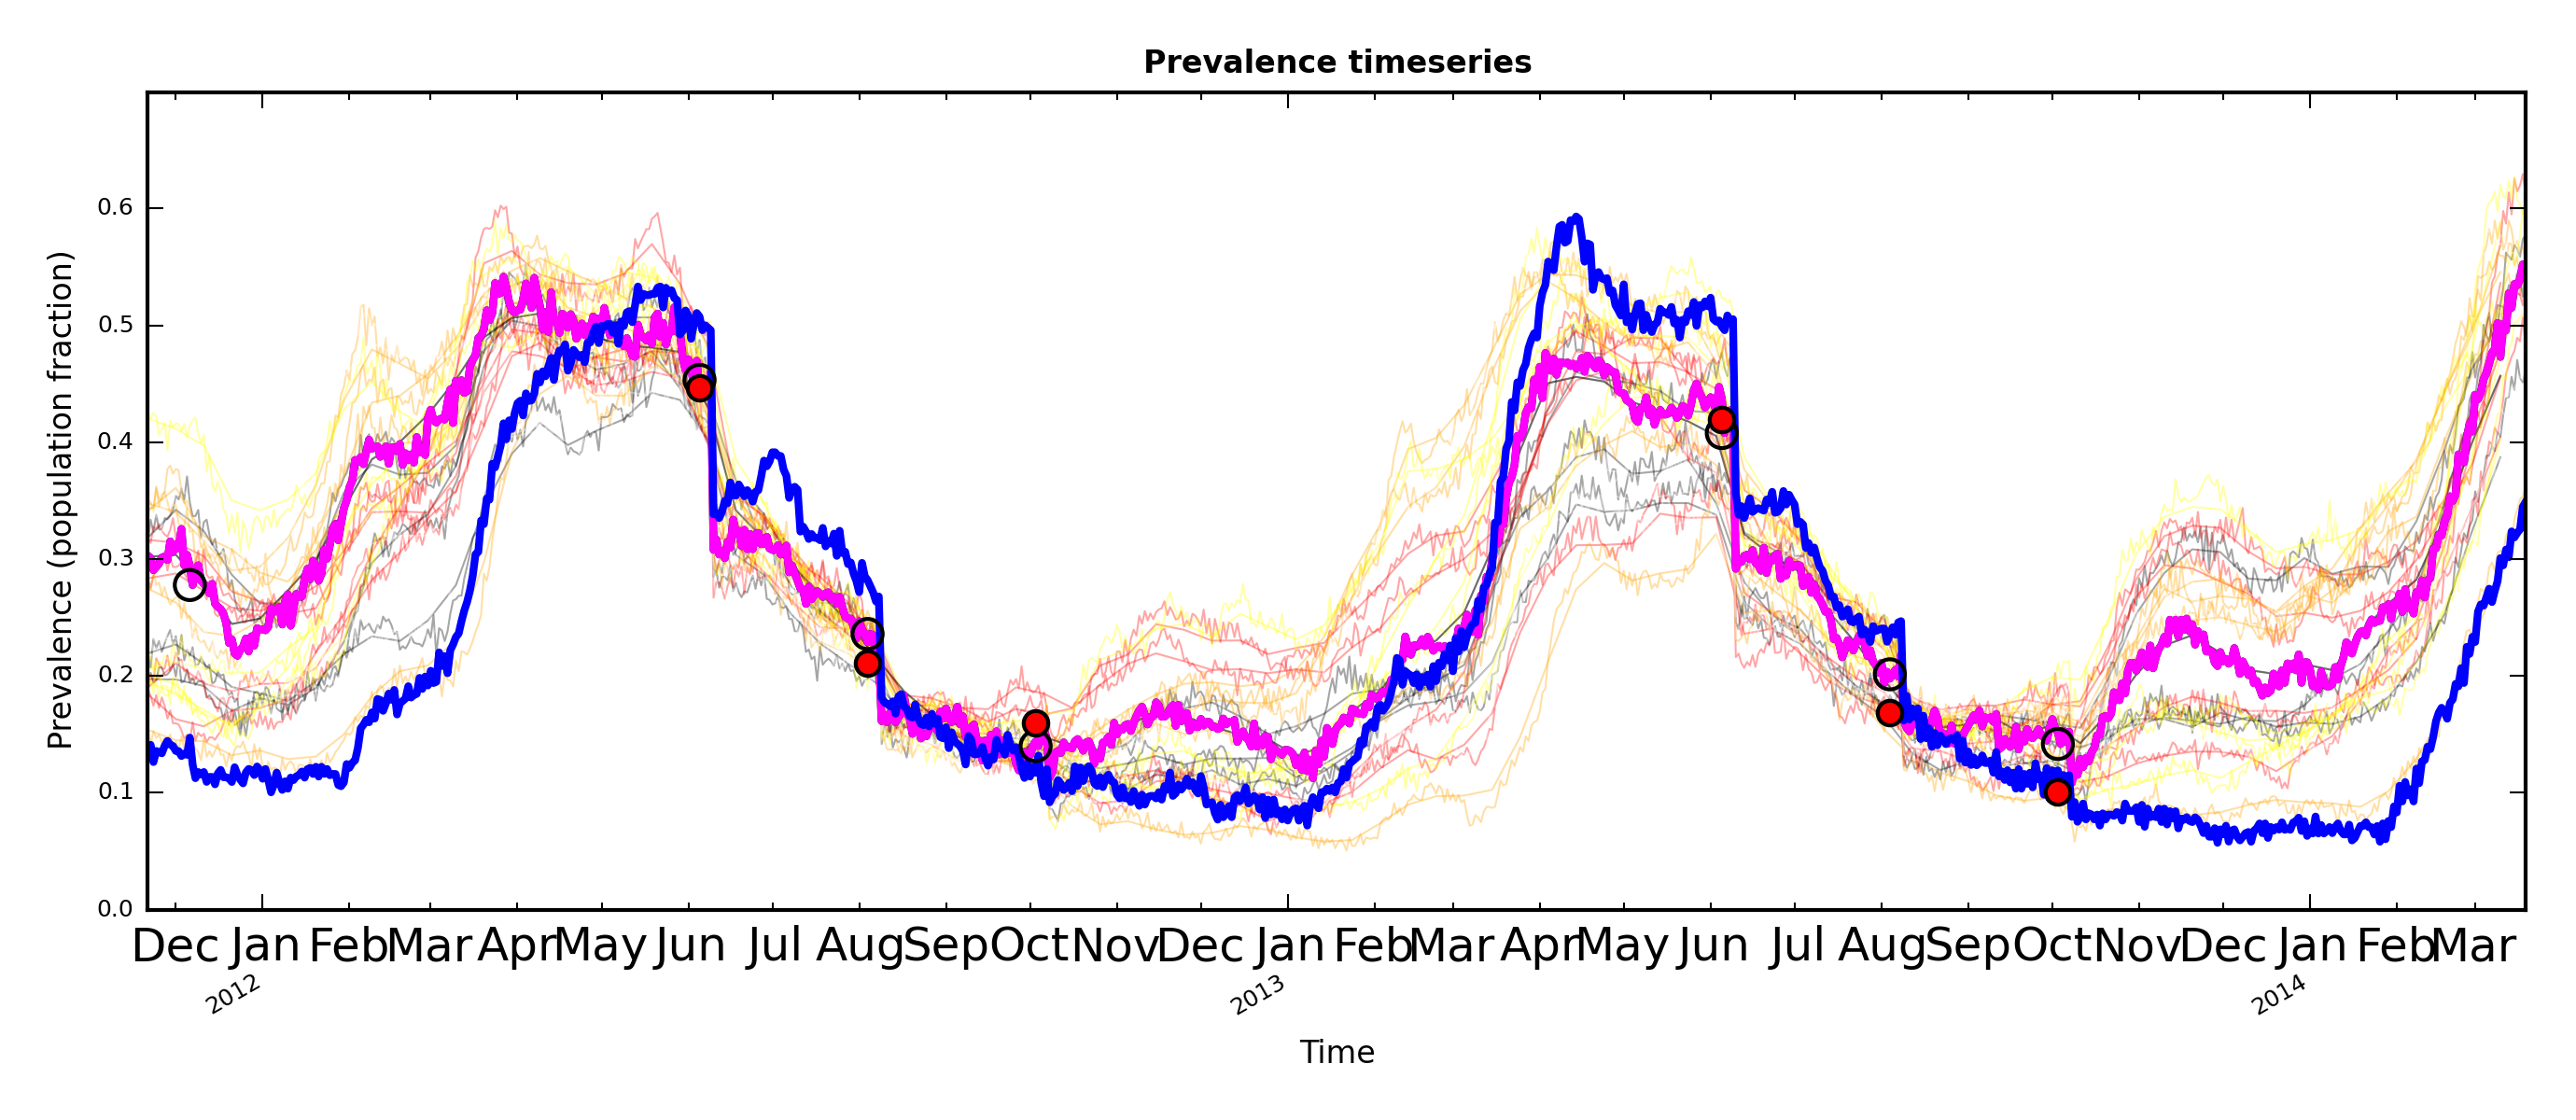 Prevalence timeseries
Prevalence (population fraction)
0.6
0.5
0.4
0.3
0.2
0.1
0.0
Dec Jan Feb Mar Apr May Jun Jul Aug Sep Oct Nov Dec Jan Feb Mar Apr May Jun Jul Aug Sep Oct Nov Dec Jan Feb Mar
2012 2013 2014
Time